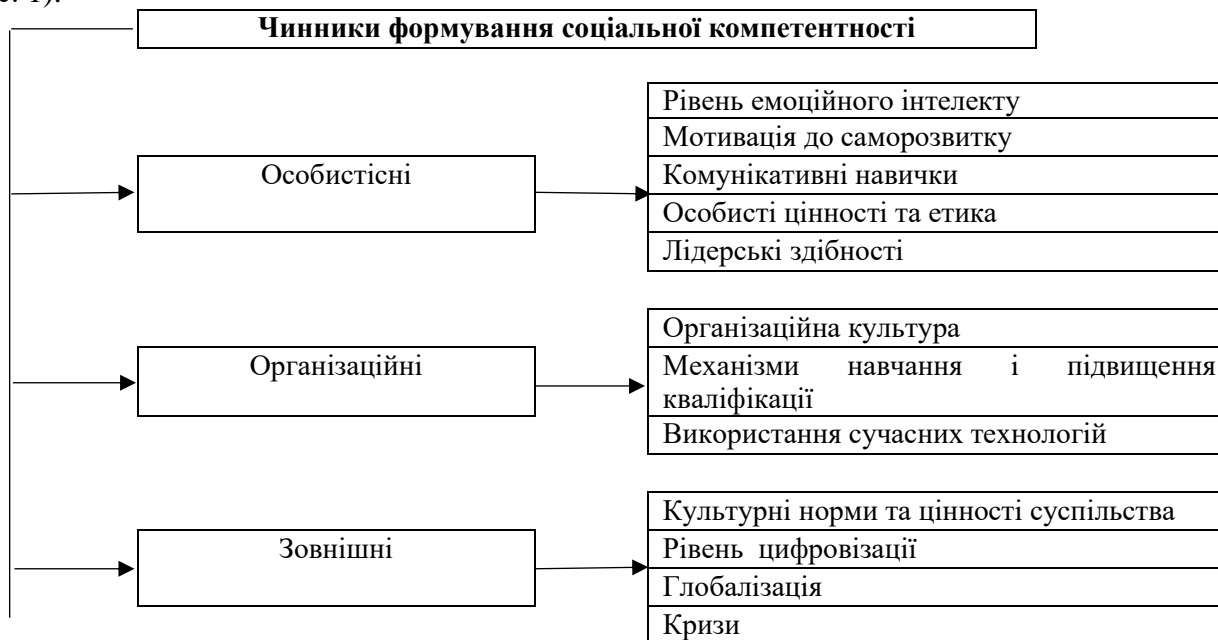 с. 1).
Чинники формування соціальної компетентності
Особистісні
Рівень емоційного інтелекту
Мотивація до саморозвитку
Комунікативні навички
Особисті цінності та етика
Лідерські здібності
Організаційні
Організаційна культура
Механізми навчання і підвищення
кваліфікації
Використання сучасних технологій
Зовнішні
Культурні норми та цінності суспільства
Рівень цифровізації
Глобалізація
Кризи